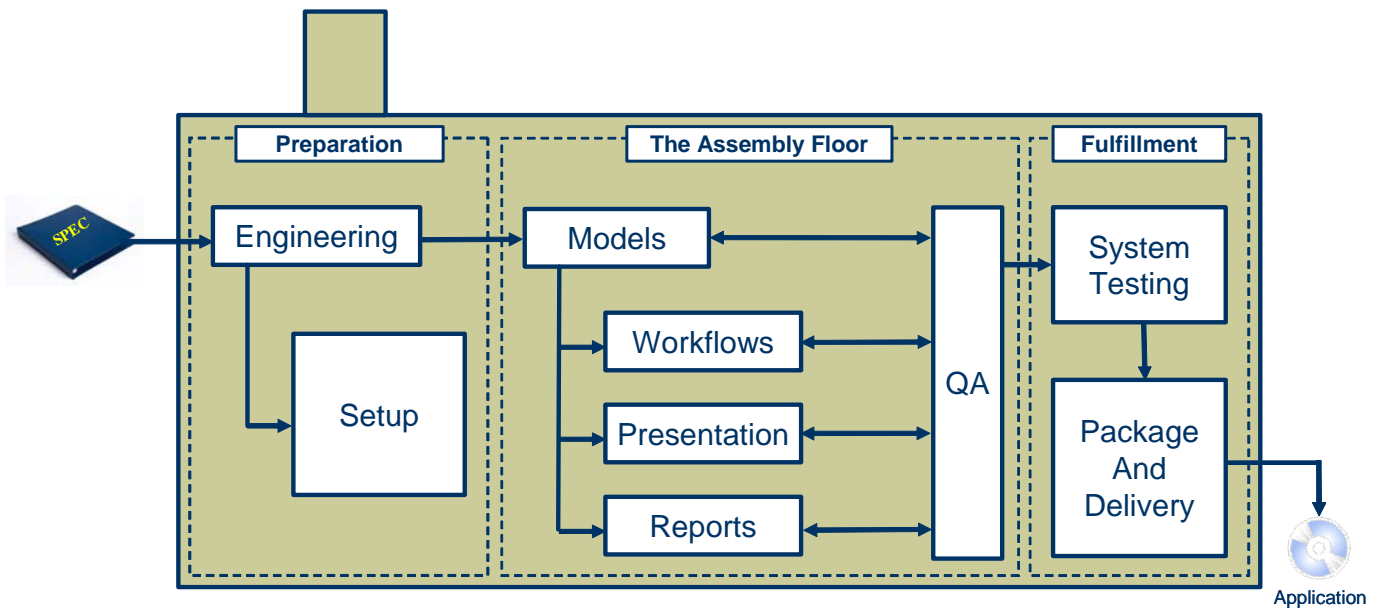 Preparation
The Assembly Floor
Fulfillment
SPEC
Engineering
Models
System
Testing
Workflows
QA
Setup
Presentation
Package
And
Delivery
Reports
Application